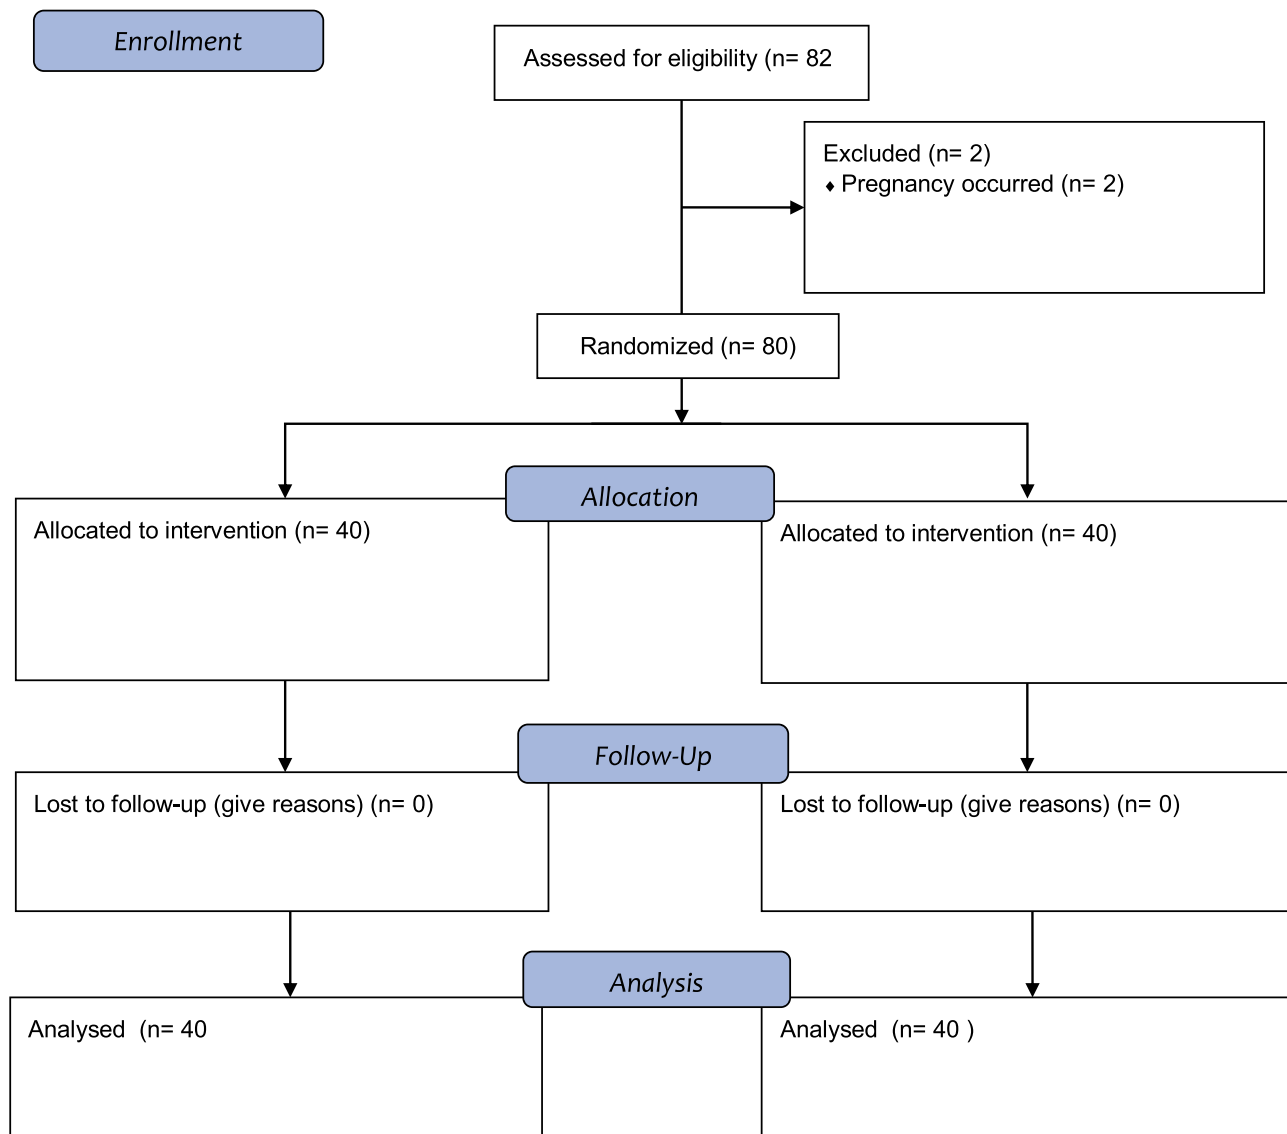 Enrollment
Assessed for eligibility (n= 82
Excluded (n= 2)
♦ Pregnancy occurred (n= 2)
Randomized (n= 80)
Allocation
Allocated to intervention (n= 40)
Allocated to intervention (n= 40)
Follow-Up
Lost to follow-up (give reasons) (n= 0)
Lost to follow-up (give reasons) (n= 0)
Analysis
Analysed  (n= 40
Analysed  (n= 40 )